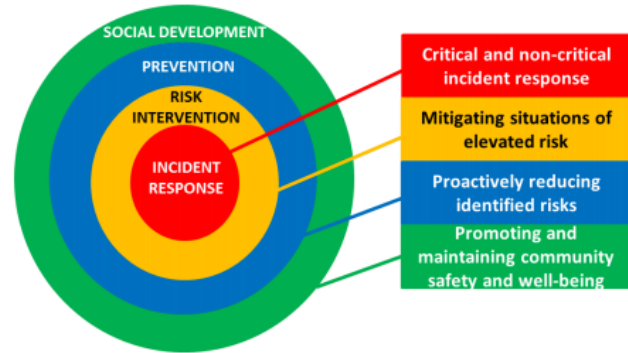 SOCIAL DEVELOPMENT
PREVENTION
RISK
INTERVENTION
INCIDENT
RESPONSE
Critical and non-critical
incident response
Mitigating situations of
elevated risk
Proactively reducing
identified risks
Promoting and
maintaining community
safety and well-being